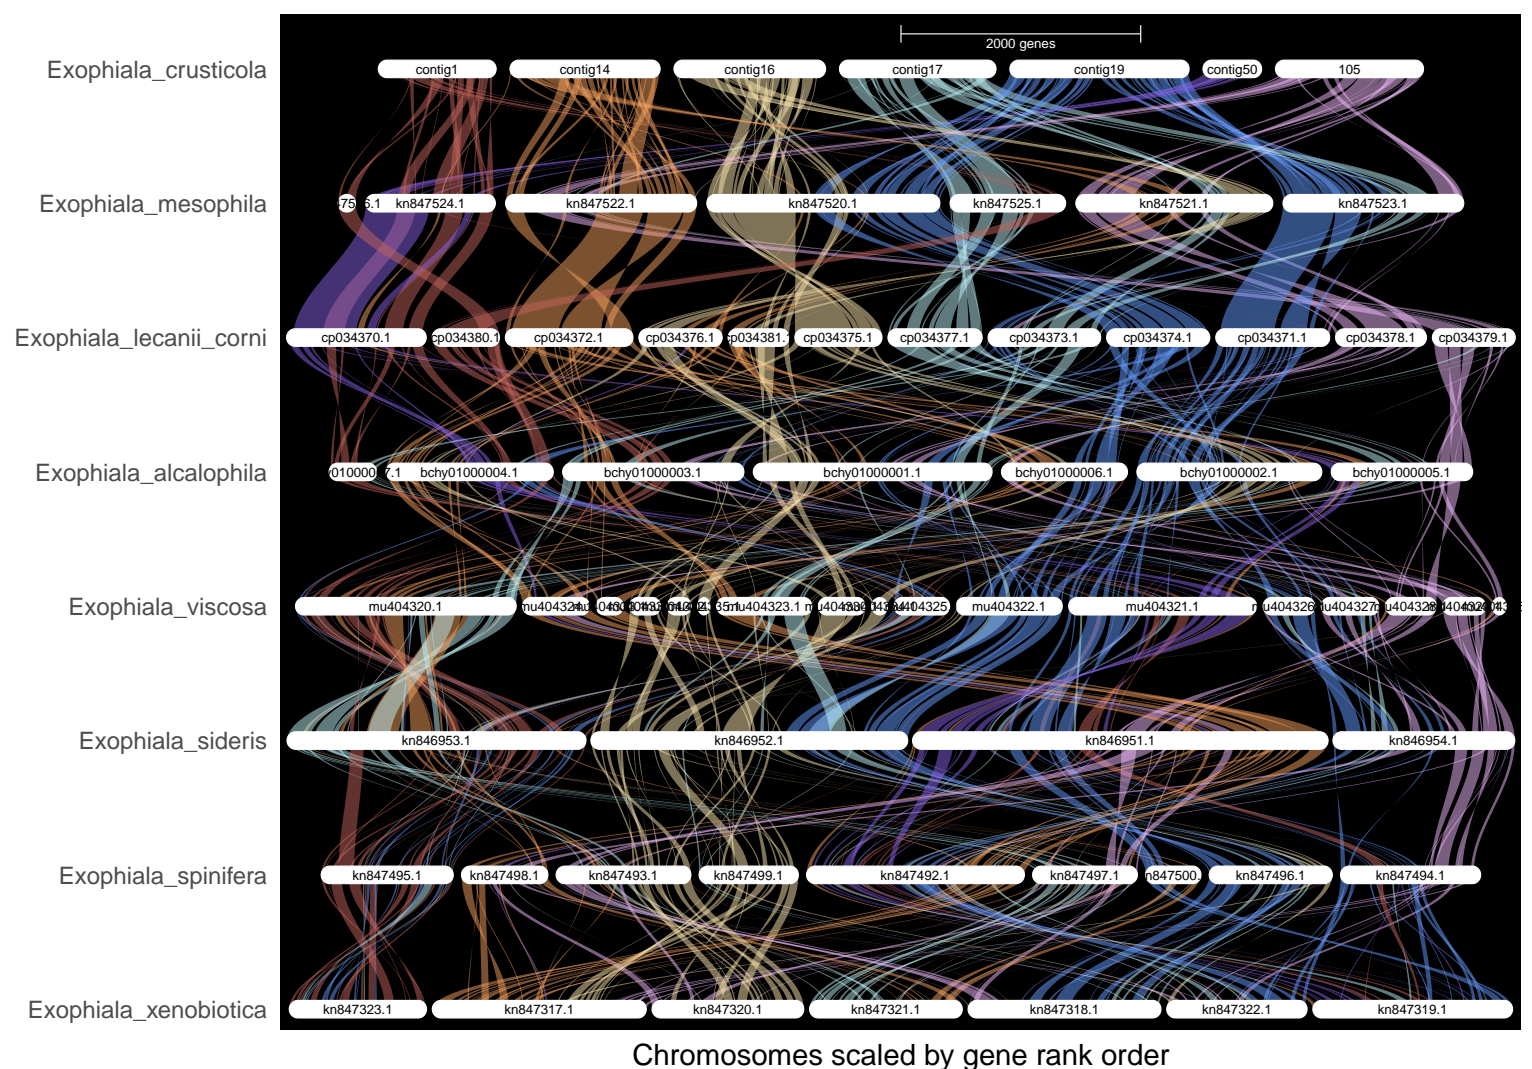 2000 genes
Exophiala_crusticola contig1 contig14 contig16 contig17 contig19 contig50 105
Exophiala_mesophila kn847524.1 kn847522.1 kn847520.1 kn847525.1 kn847521.1 kn847523.1
Exophiala_lecanii_corni cp034370.1 cp034380.1 cp034372.1 cp034376.1 cp034381.1 cp034375.1 cp034377.1 cp034373.1 cp034374.1 cp034371.1 cp034378.1 cp034379.1
Exophiala_alcalophila bchy01000004.1 bchy01000003.1 bchy01000001.1 bchy01000006.1 bchy01000002.1 bchy01000005.1
Exophiala_viscosa mu404320.1 mu404323.1 mu404322.1 mu404321.1
Exophiala_sideris kn846953.1 kn846952.1 kn846951.1 kn846954.1
Exophiala_spinifera kn847495.1 kn847498.1 kn847493.1 kn847499.1 kn847492.1 kn847497.1 kn847500. kn847496.1 kn847494.1
Exophiala_xenobiotica kn847323.1 kn847317.1 kn847320.1 kn847321.1 kn847318.1 kn847322.1 kn847319.1
Chromosomes scaled by gene rank order